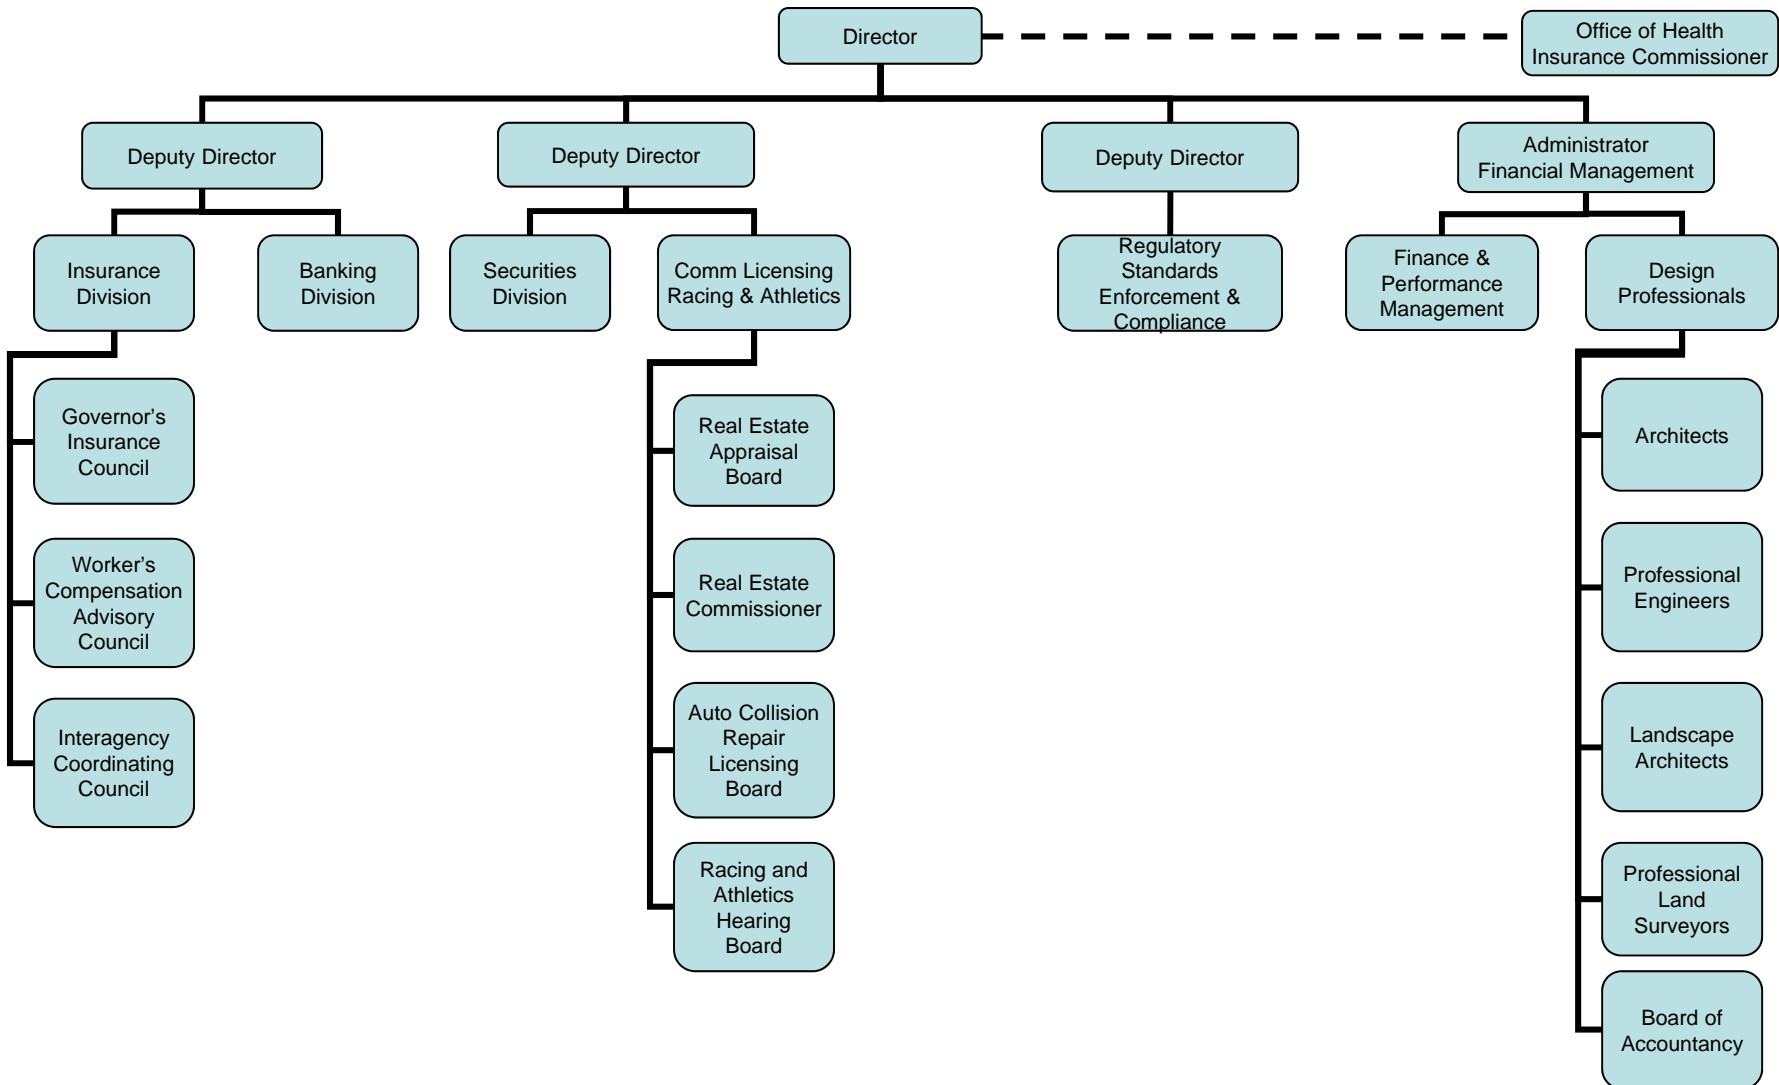 Director
Office of Health
Insurance Commissioner
Deputy Director
Deputy Director
Deputy Director
Administrator
Financial Management
Insurance
Division
Banking
Division
Securities
Division
Comm Licensing
Racing & Athletics
Regulatory
Standards
Enforcement &
Compliance
Finance &
Performance
Management
Design
Professionals
Governor’s
Insurance
Council
Worker’s
Compensation
Advisory
Council
Interagency
Coordinating
Council
Real Estate
Appraisal
Board
Real Estate
Commissioner
Auto Collision
Repair
Licensing
Board
Racing and
Athletics
Hearing
Board
Architects
Professional
Engineers
Landscape
Architects
Professional
Land
Surveyors
Board of
Accountancy